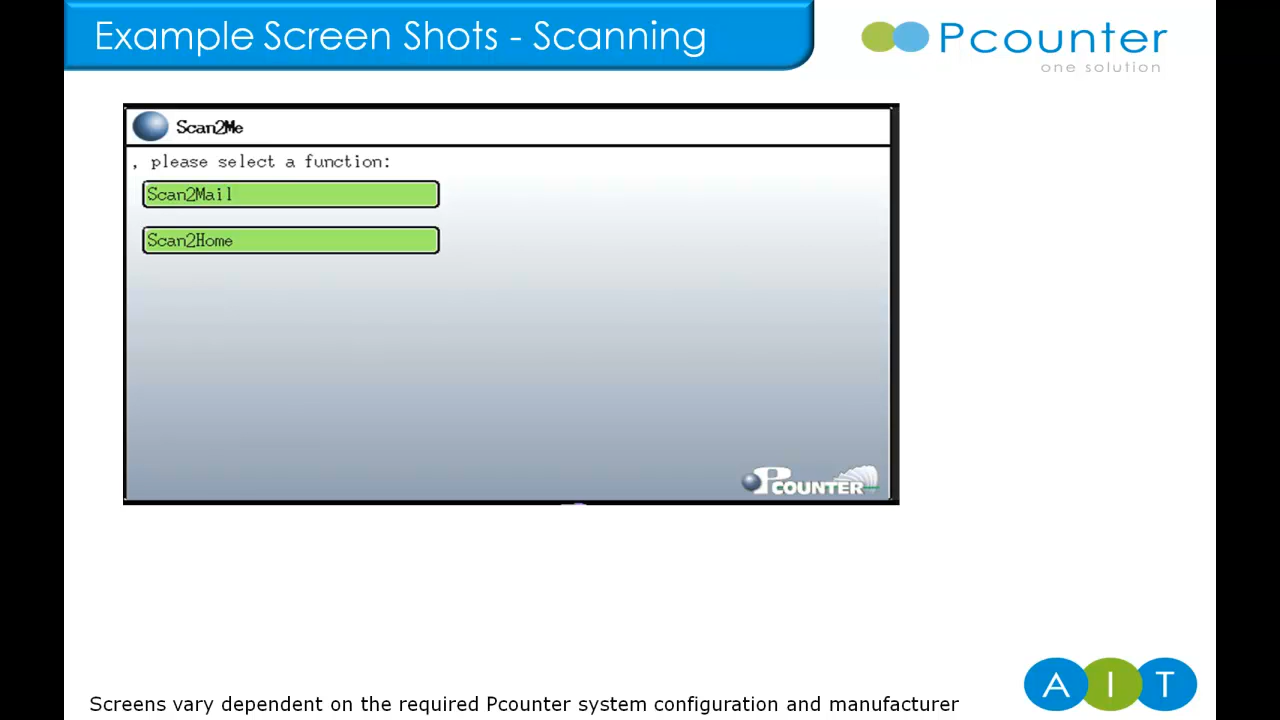 Example Screen Shots - Scanning
Pcounter
one solution
Scan2Me
, please select a function:
Scan2Mail
Scan2Home
PCOUNTER
A I T
Screens vary dependent on the required Pcounter system configuration and manufacturer